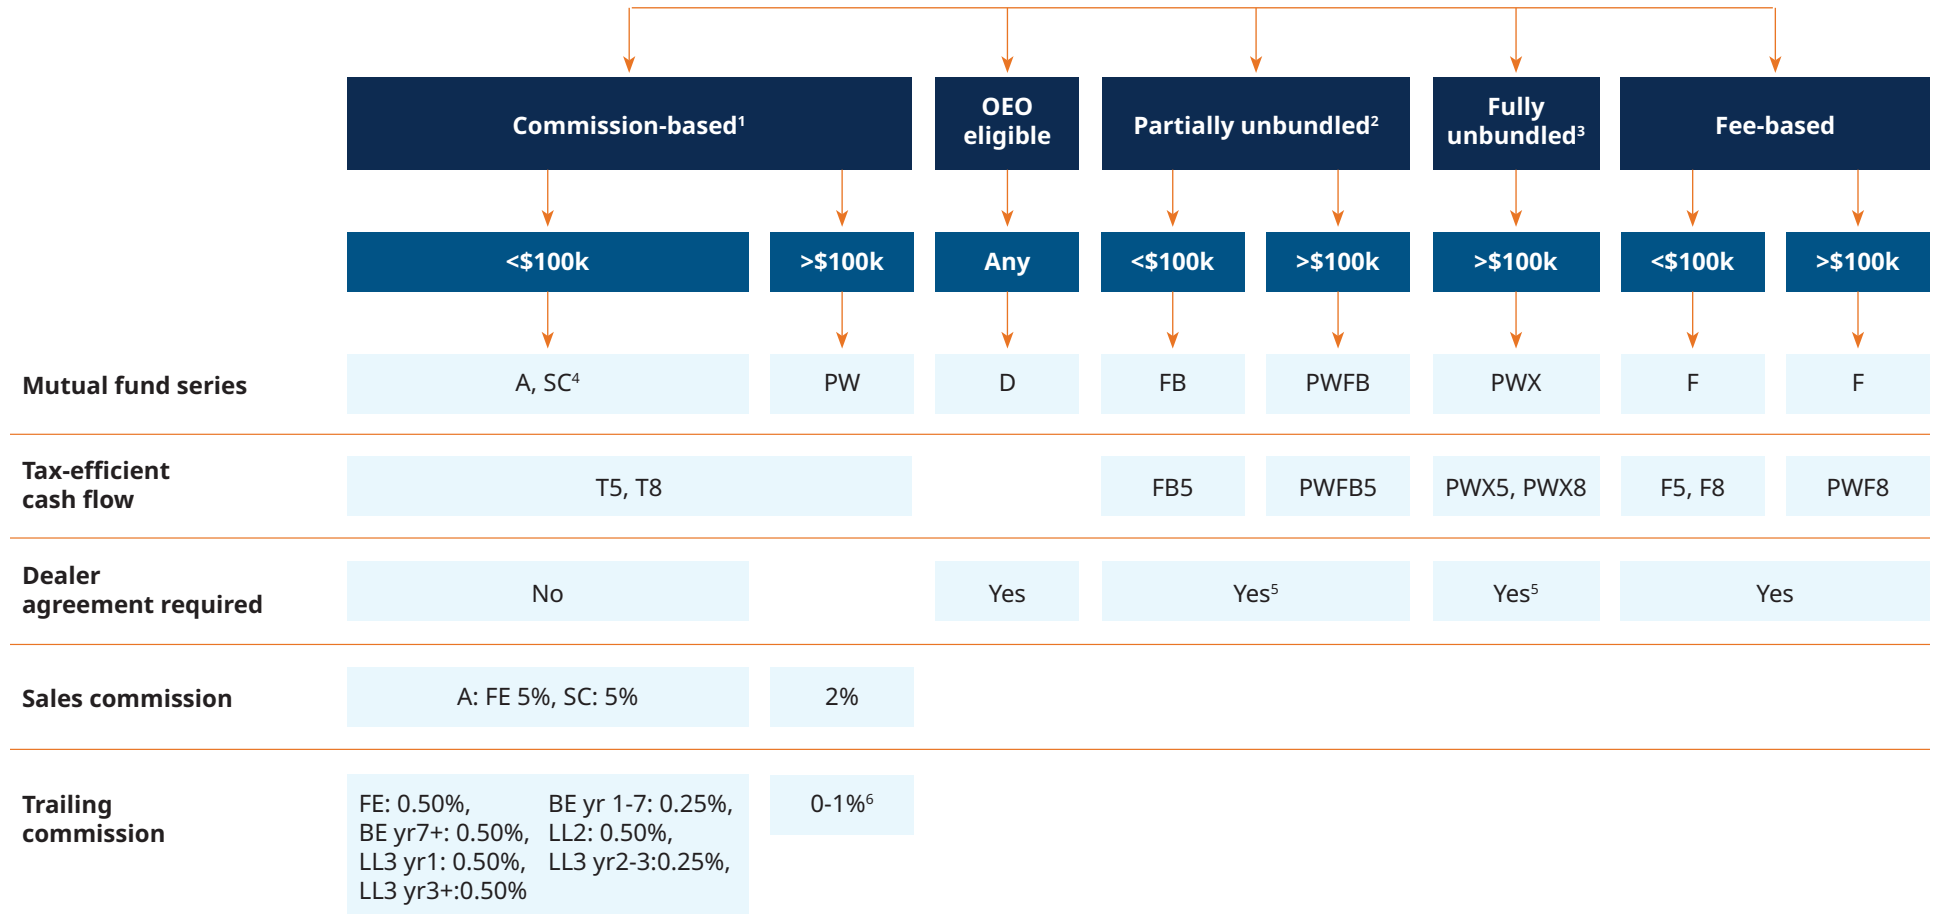 Commission-based¹
OEO
eligible
Partially unbundled²
Fully
unbundled³
Fee-based
<$100k
>$100k
Any
<$100k
>$100k
>$100k
<$100k
>$100k
Mutual fund series
A, SC⁴
PW
D
FB
PWFB
PWX
F
F
Tax-efficient
cash flow
T5, T8
FB5
PWFB5
PWX5, PWX8
F5, F8
PWF8
Dealer
agreement required
No
Yes
Yes⁵
Yes⁵
Yes
Sales commission
A: FE 5%, SC: 5%
2%
Trailing
commission
FE: 0.50%,
BE yr7+: 0.50%,
LL3 yr1: 0.50%,
LL3 yr3+:0.50%
BE yr 1-7: 0.25%,
LL2: 0.50%,
LL3 yr2-3:0.25%,
0-1%⁶